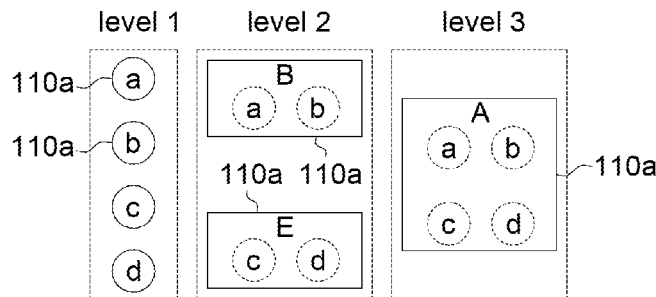 level 1 level 2 level 3
110a a B A
a b
b 110a a b 110a
110a 110a
c E c d
d c d